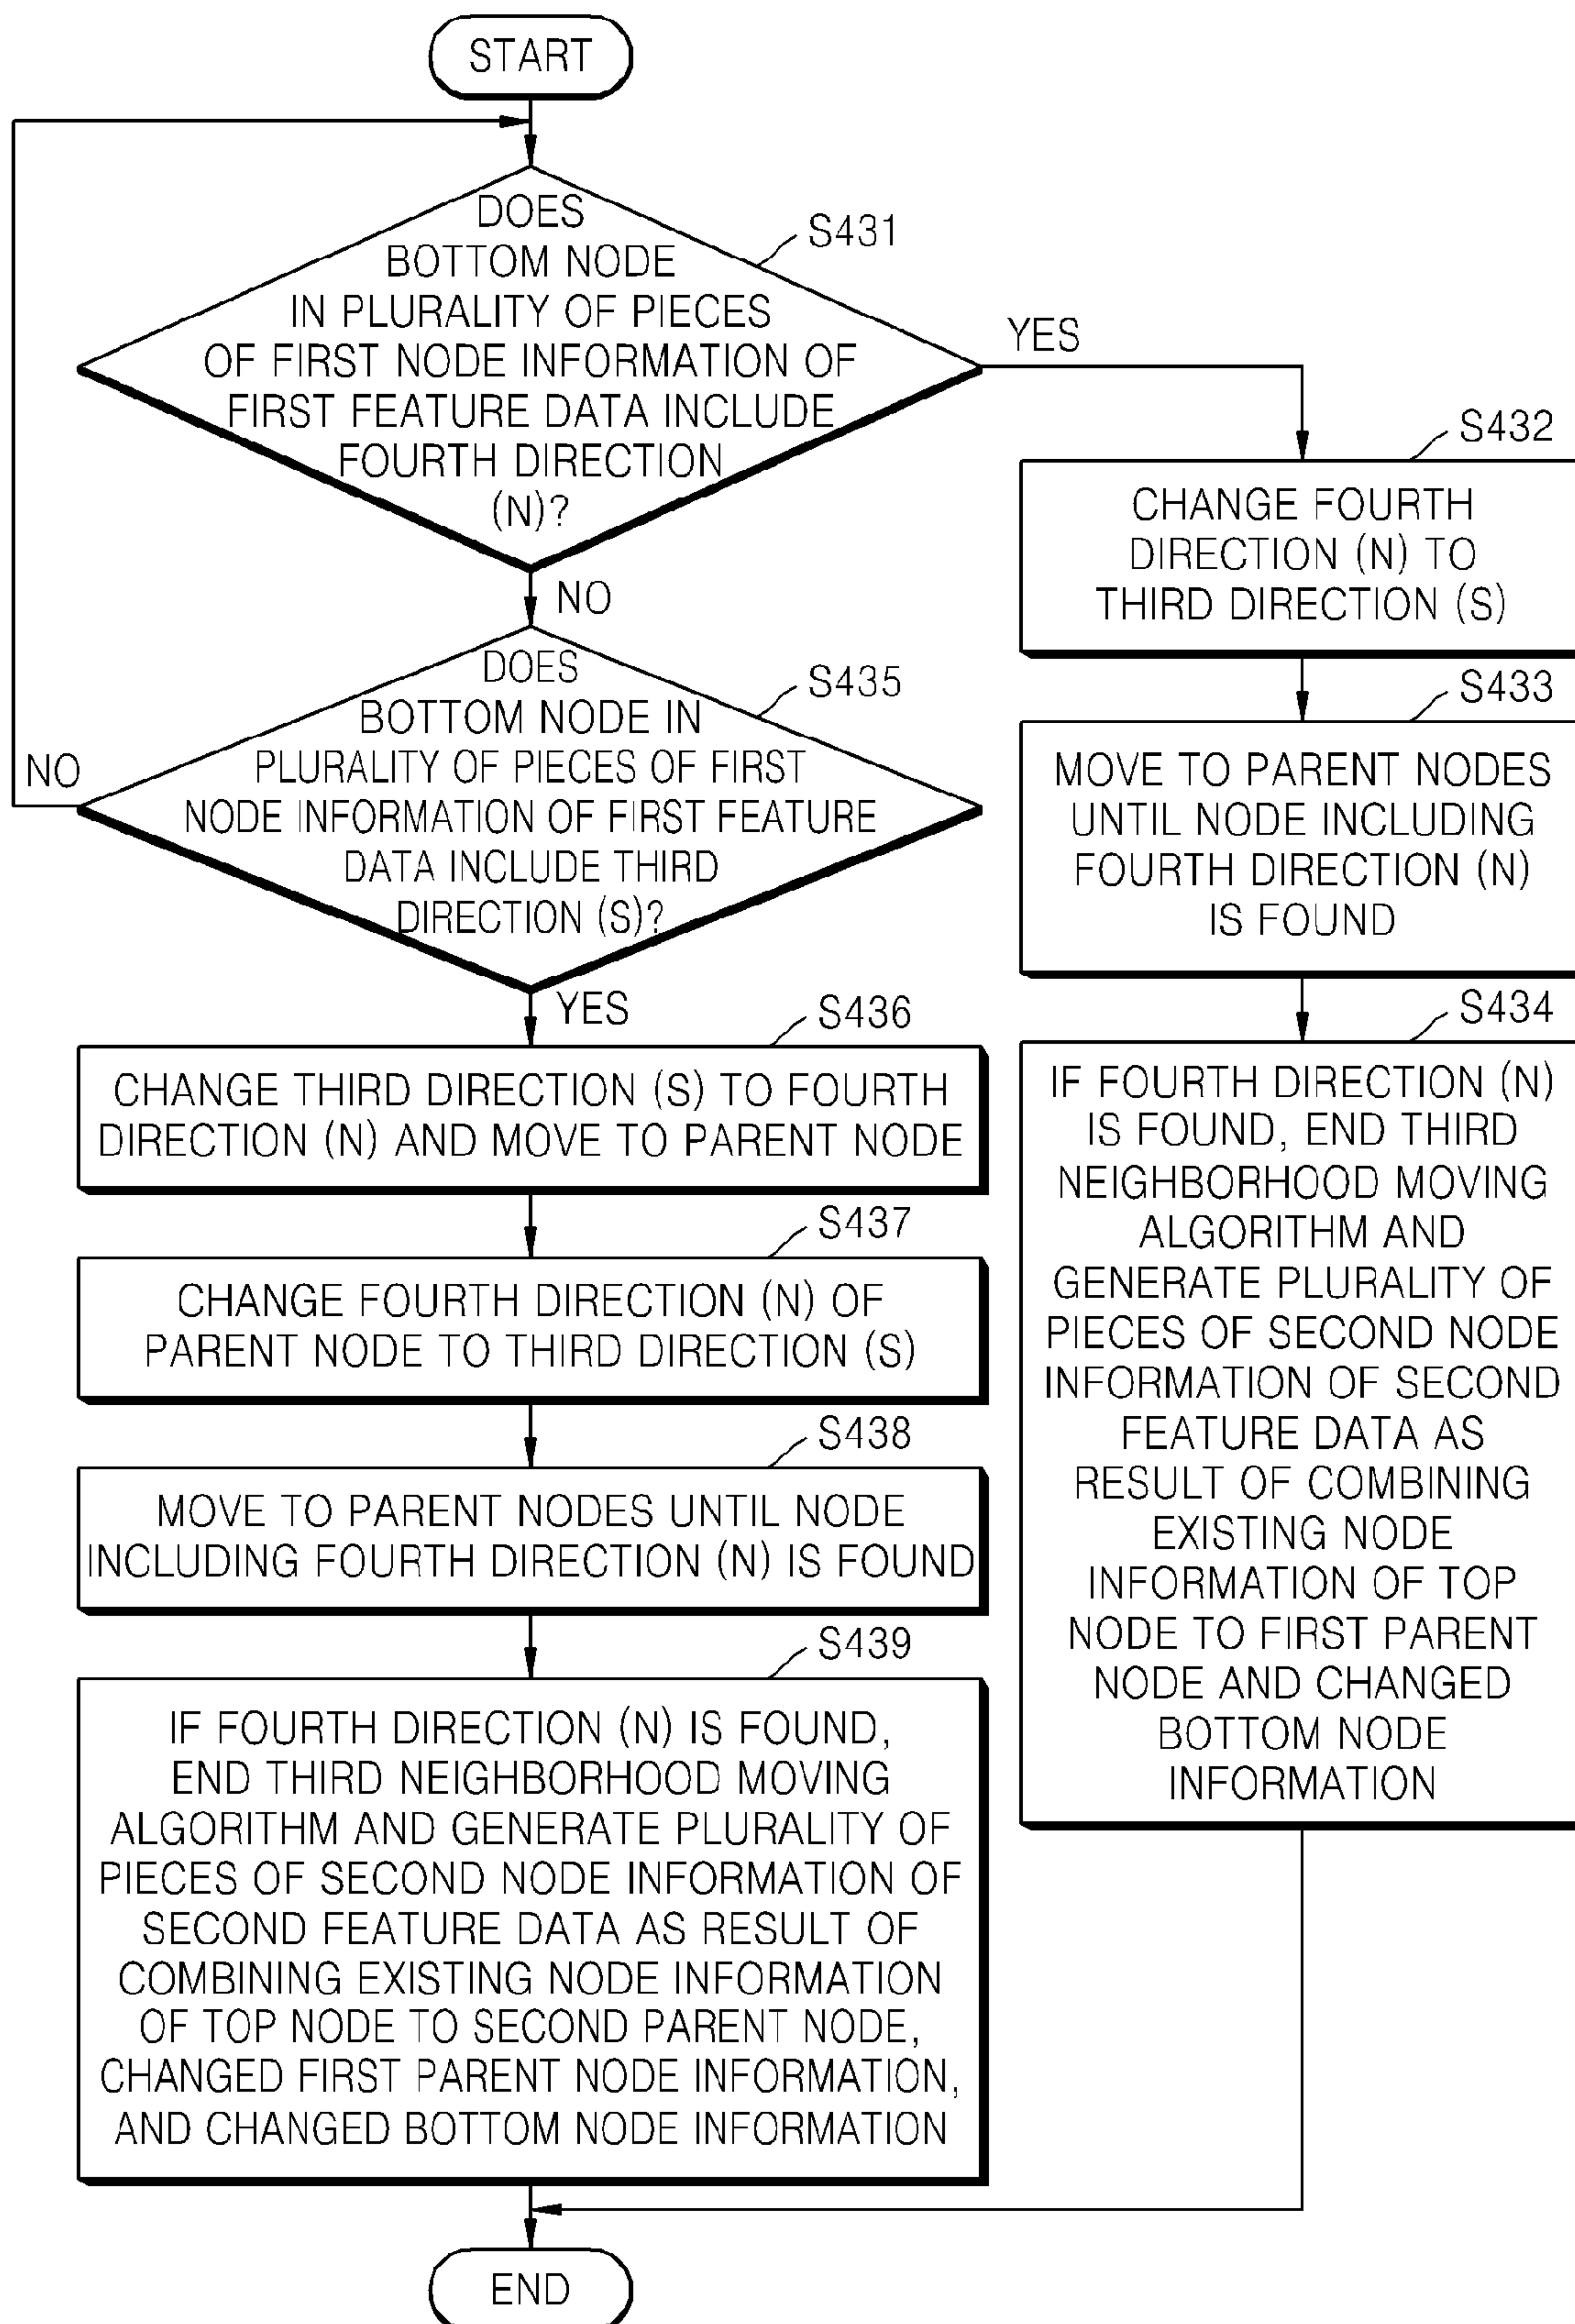 START
DOES
BOTTOM NODE
IN PLURALITY OF PIECES
OF FIRST NODE INFORMATION OF
FIRST FEATURE DATA INCLUDE
FOURTH DIRECTION
(N)?
S431
YES
NO
S432
CHANGE FOURTH
DIRECTION (N) TO
THIRD DIRECTION (S)
S433
MOVE TO PARENT NODES
UNTIL NODE INCLUDING
FOURTH DIRECTION (N)
IS FOUND
S434
IF FOURTH DIRECTION (N)
IS FOUND, END THIRD
NEIGHBORHOOD MOVING
ALGORITHM AND
GENERATE PLURALITY OF
PIECES OF SECOND NODE
INFORMATION OF SECOND
FEATURE DATA AS
RESULT OF COMBINING
EXISTING NODE
INFORMATION OF TOP
NODE TO FIRST PARENT
NODE AND CHANGED
BOTTOM NODE
INFORMATION
DOES
BOTTOM NODE IN
PLURALITY OF PIECES OF FIRST
NODE INFORMATION OF FIRST FEATURE
DATA INCLUDE THIRD
DIRECTION (S)?
S435
NO
YES
S436
CHANGE THIRD DIRECTION (S) TO FOURTH
DIRECTION (N) AND MOVE TO PARENT NODE
S437
CHANGE FOURTH DIRECTION (N) OF
PARENT NODE TO THIRD DIRECTION (S)
S438
MOVE TO PARENT NODES UNTIL NODE
INCLUDING FOURTH DIRECTION (N) IS FOUND
S439
IF FOURTH DIRECTION (N) IS FOUND,
END THIRD NEIGHBORHOOD MOVING
ALGORITHM AND GENERATE PLURALITY OF
PIECES OF SECOND NODE INFORMATION OF
SECOND FEATURE DATA AS RESULT OF
COMBINING EXISTING NODE INFORMATION
OF TOP NODE TO SECOND PARENT NODE,
CHANGED FIRST PARENT NODE INFORMATION,
AND CHANGED BOTTOM NODE INFORMATION
END